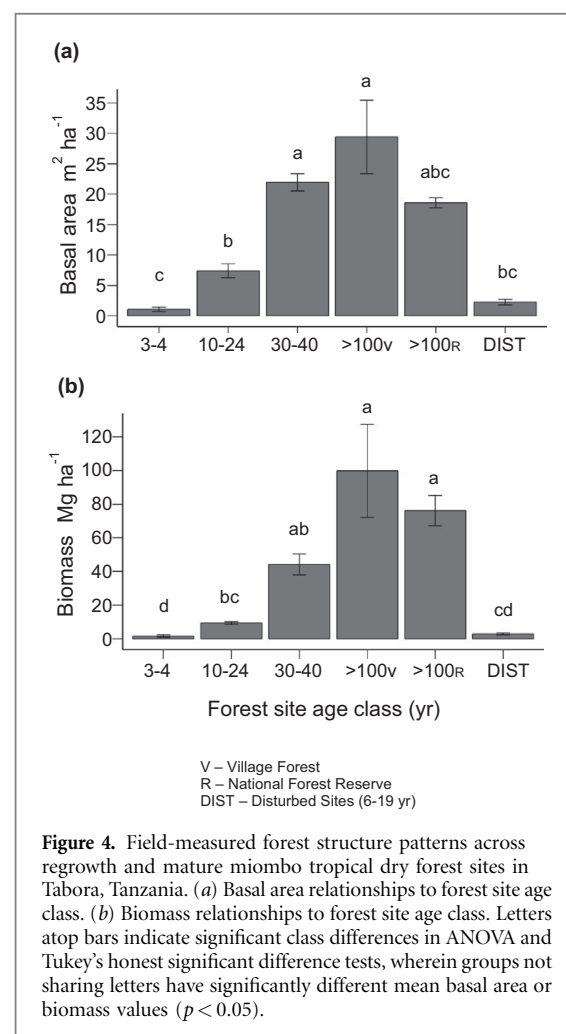 (a)
Basal area m² ha⁻¹
35
30
25
20
15
10
5
0
c
b
a
a
abc
bc
3-4 10-24 30-40 >100V >100R DIST
(b)
Biomass Mg ha⁻¹
120
100
80
60
40
20
0
d
bc
ab
a
a
cd
3-4 10-24 30-40 >100V >100R DIST
Forest site age class (yr)
V – Village Forest
R – National Forest Reserve
DIST – Disturbed Sites (6-19 yr)
Figure 4. Field-measured forest structure patterns across
regrowth and mature miombo tropical dry forest sites in
Tabora, Tanzania. (a) Basal area relationships to forest site age
class. (b) Biomass relationships to forest site age class. Letters
atop bars indicate significant class differences in ANOVA and
Tukey's honest significant difference tests, wherein groups not
sharing letters have significantly different mean basal area or
biomass values (p < 0.05).